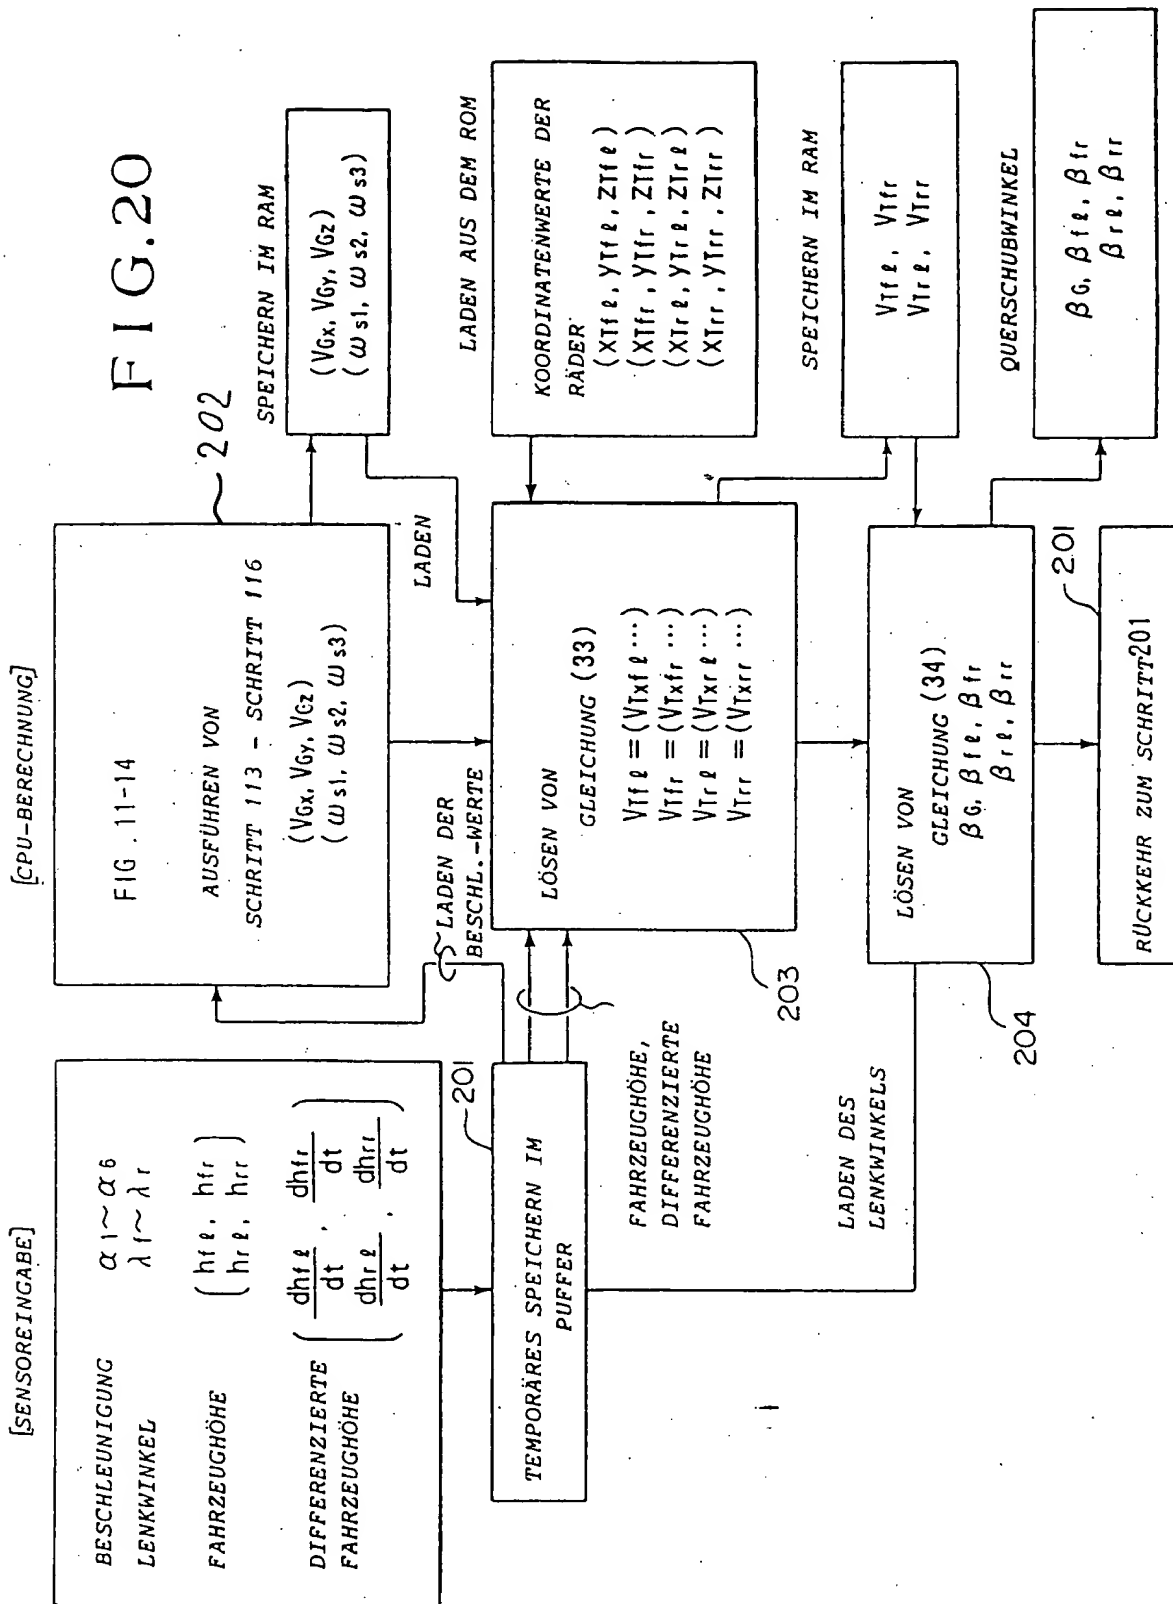 FIG.20
[SENSOREINGABE]
BESCHLEUNIGUNG α1~α6
LENKWINKEL λf~λr
FAHRZEUGHÖHE (hfℓ, hfr
hrℓ, hrr)
DIFFERENZIERTE
FAHRZEUGHÖHE
(dhfℓ/dt, dhfr/dt
dhrℓ/dt, dhrr/dt)
201
TEMPORÄRES SPEICHERN IM
PUFFER
[CPU-BERECHNUNG]
FIG. 11-14
AUSFÜHREN VON
SCHRITT 113 - SCHRITT 116
(VGx, VGy, VGz)
(ωs1, ωs2, ωs3)
202
LADEN DER
BESCHL.-WERTE
LADEN
SPEICHERN IM RAM
(VGx, VGy, VGz)
(ωs1, ωs2, ωs3)
FAHRZEUGHÖHE,
DIFFERENZIERTE
FAHRZEUGHÖHE
LÖSEN VON
GLEICHUNG (33)
VTfℓ=(VTxfℓ…)
VTfr=(VTxfr…)
VTrℓ=(VTxrℓ…)
VTrr=(VTxrr…)
203
LADEN AUS DEM ROM
KOORDINATENWERTE DER
RÄDER
(XTfℓ, YTfℓ, ZTfℓ)
(XTfr, YTfr, ZTfr)
(XTrℓ, YTrℓ, ZTrℓ)
(XTrr, YTrr, ZTrr)
LADEN DES
LENKWINKELS
LÖSEN VON
GLEICHUNG (34)
βG, βfℓ, βfr
βrℓ, βrr
204
SPEICHERN IM RAM
VTfℓ, VTfr
VTrℓ, VTrr
QUERSCHUBWINKEL
βG, βfℓ, βfr
βrℓ, βrr
201
RÜCKKEHR ZUM SCHRITT201